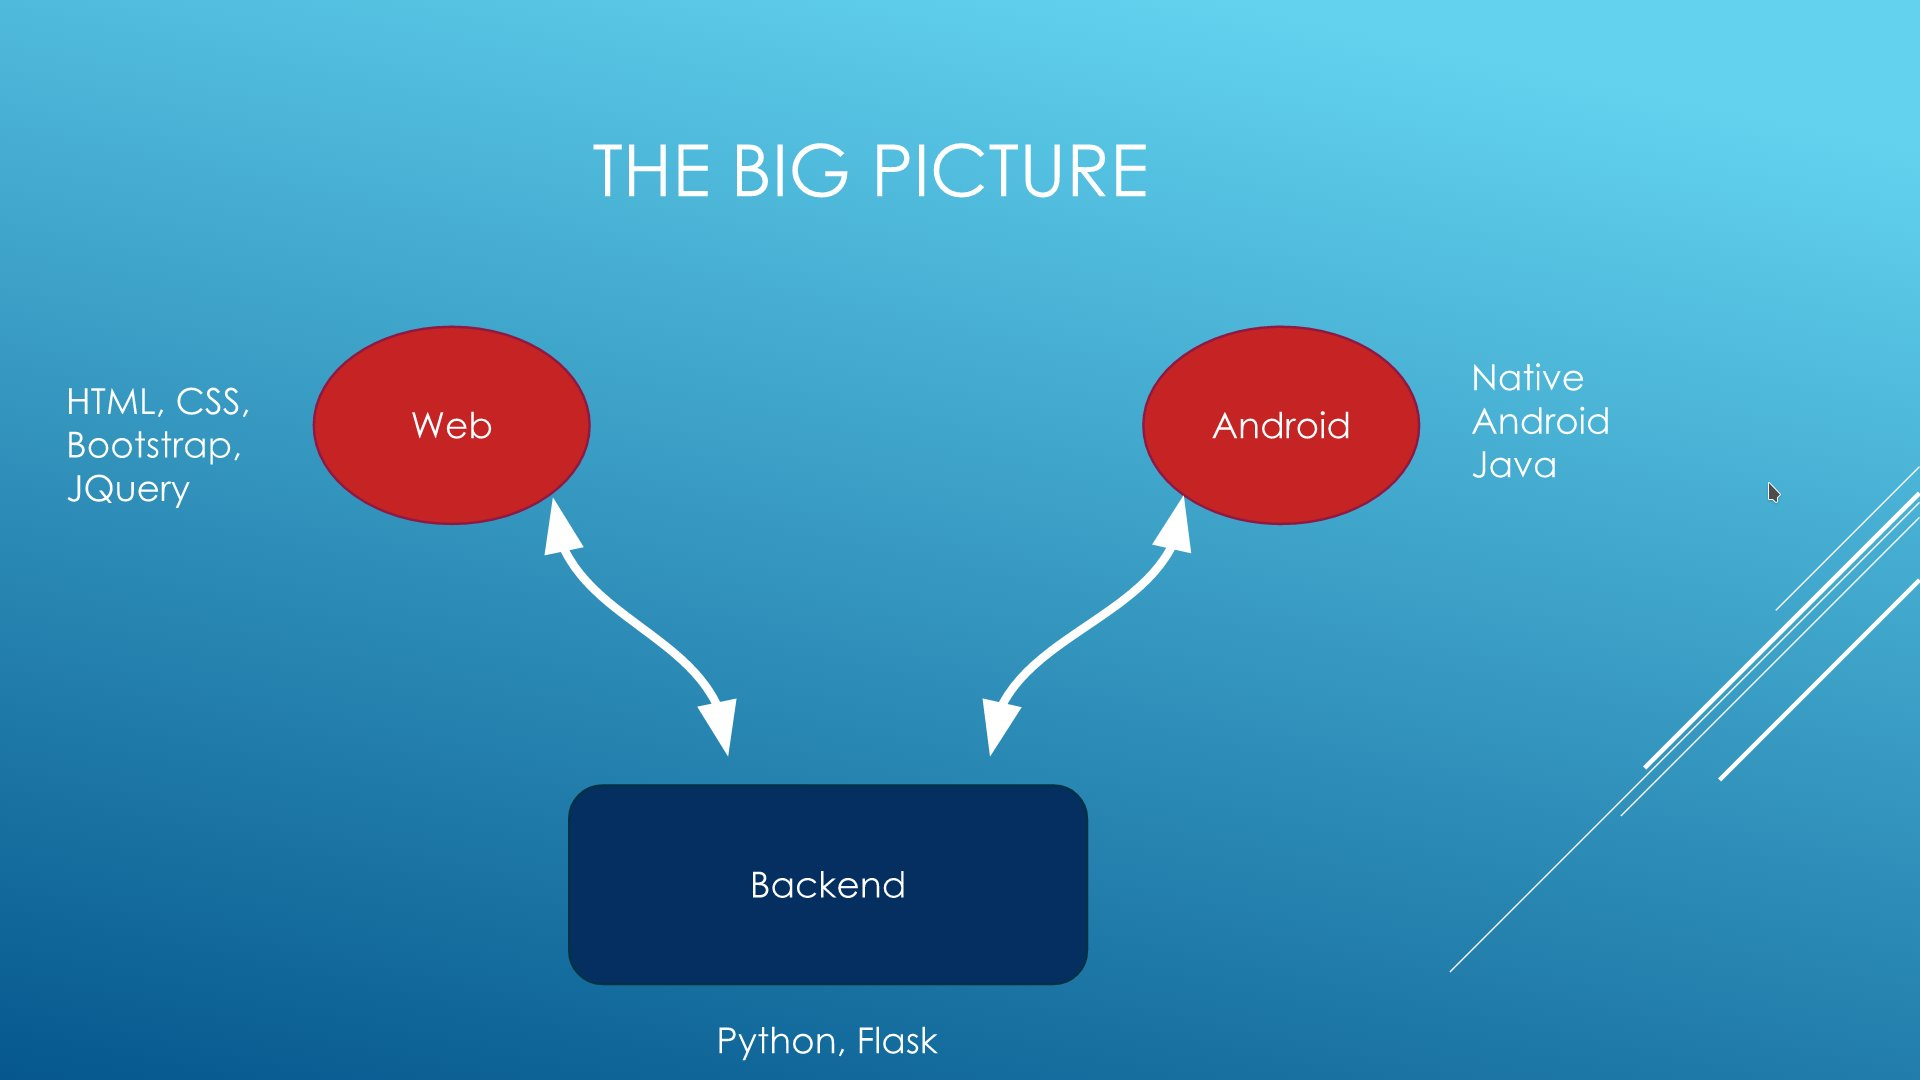 THE BIG PICTURE
HTML, CSS,
Bootstrap,
JQuery
Web
Android
Native
Android
Java
Backend
Python, Flask